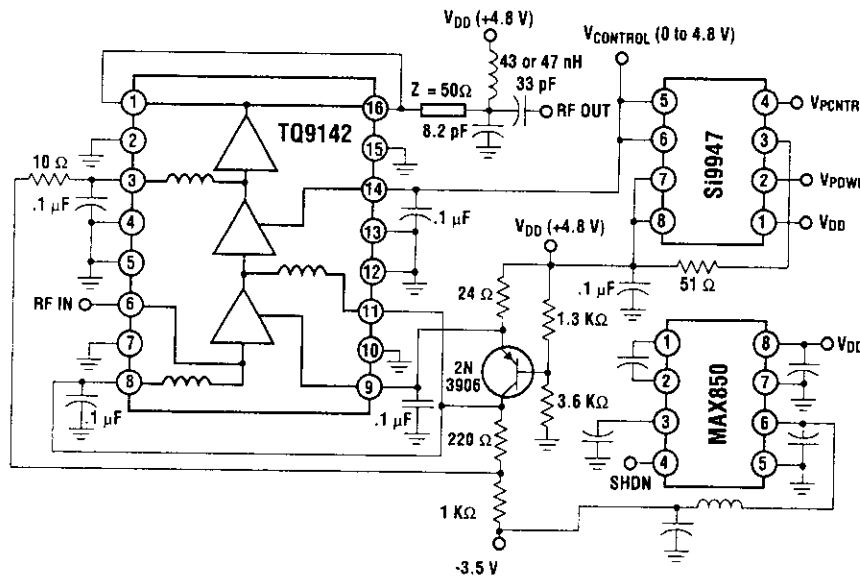 VDD (+4.8 V)
43 or 47 nH
33 pF
Z = 50Ω
RF OUT
8.2 pF
VCONTROL (0 to 4.8 V)
TQ9142
1
2
3
4
5
6
7
8
16
15
14
13
12
11
10
9
10 Ω
.1 µF
RF IN
.1 µF
.1 µF
.1 µF
Si9947
5
6
7
8
4
3
2
1
VPCNTR
VPDWI
VDD
VDD (+4.8 V)
24 Ω
1.3 KΩ
.1 µF
51 Ω
2N
3906
3.6 KΩ
220 Ω
1 KΩ
-3.5 V
MAX850
1
2
3
4
8
7
6
5
VDD
SHDN